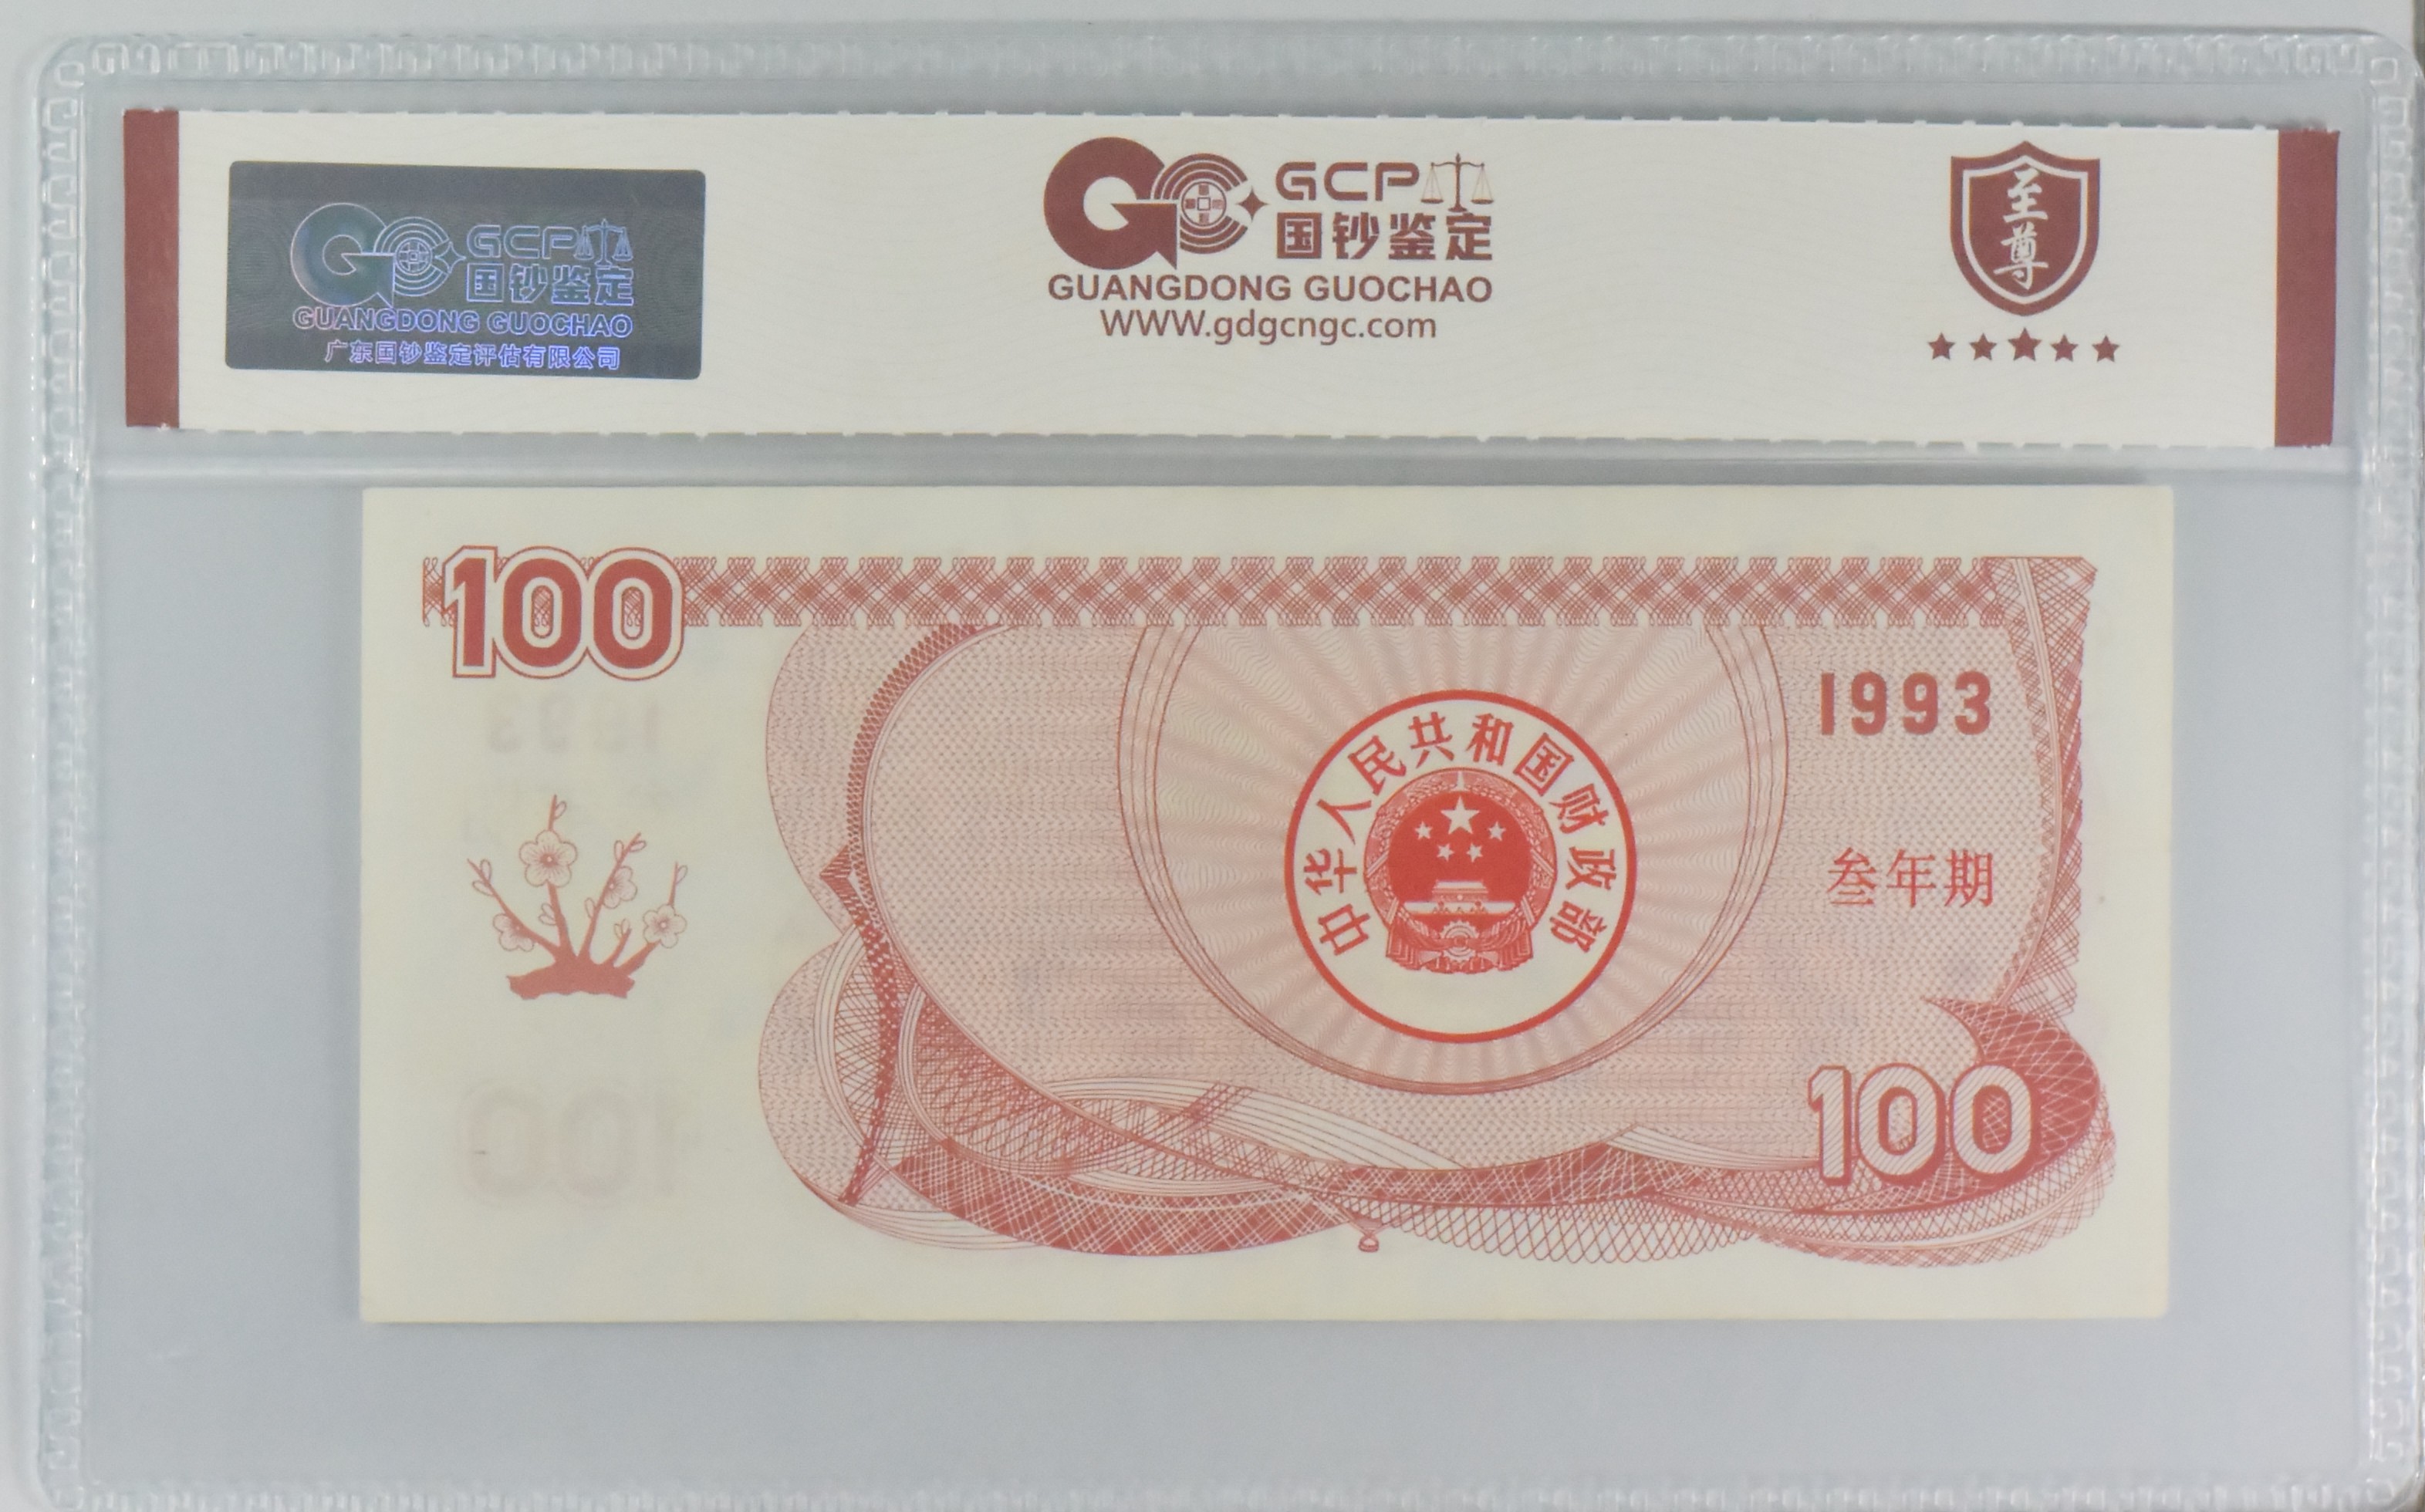 GCP
国钞鉴定
GUANGDONG GUOCHAO
广东国钞鉴定评估有限公司
GCP
国钞鉴定
GUANGDONG GUOCHAO
WWW.gdgcngc.com
至尊
100
1993
中华人民共和国财政部
叁年期
100